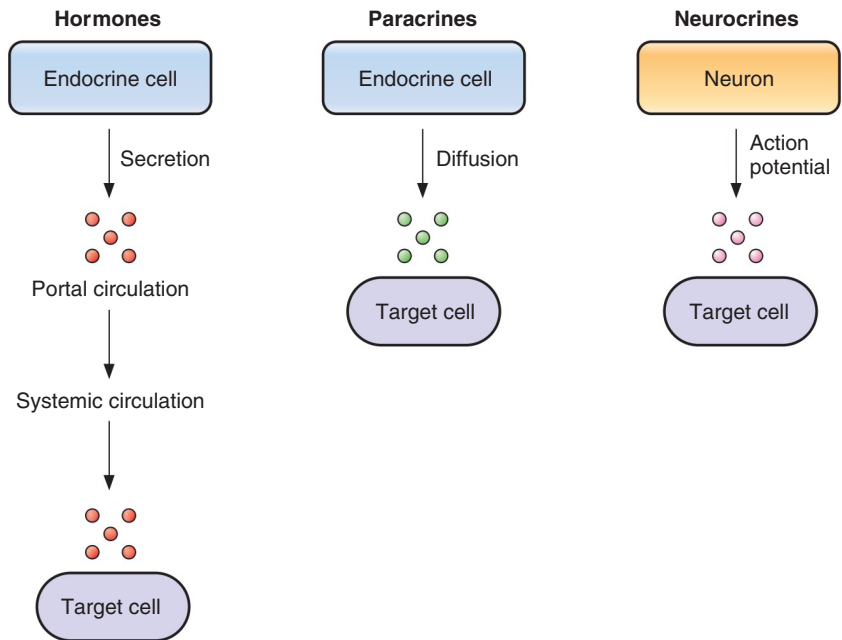 Hormones
Endocrine cell
Secretion
Portal circulation
Systemic circulation
Target cell
Paracrines
Endocrine cell
Diffusion
Target cell
Neurocrines
Neuron
Action
potential
Target cell